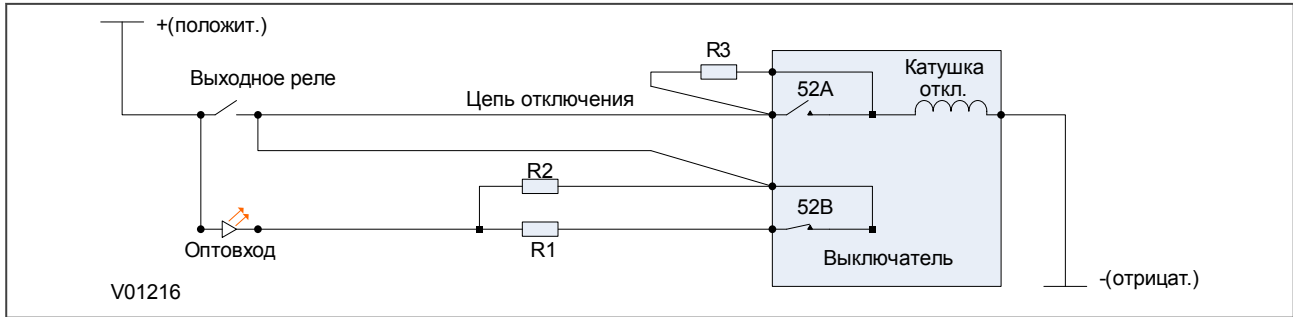 +(положит.)
Выходное реле
Цепь отключения
R3
52A
Катушка
откл.
R2
52B
R1
Оптовход
Выключатель
-(отрицат.)
V01216